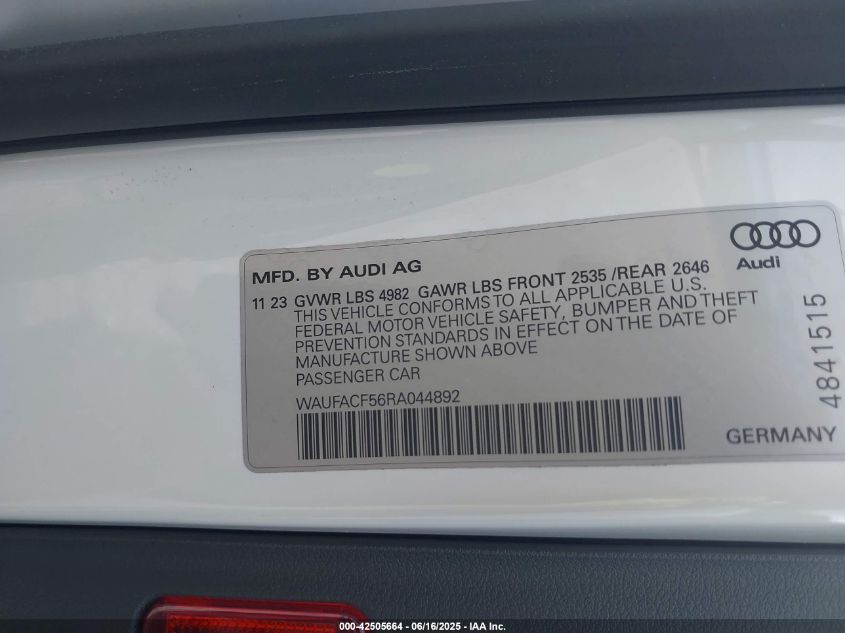 Audi
MFD. BY AUDI AG
11 23 GVWR LBS 4982 GAWR LBS FRONT 2535 /REAR 2646
THIS VEHICLE CONFORMS TO ALL APPLICABLE U.S.
FEDERAL MOTOR VEHICLE SAFETY, BUMPER AND THEFT
PREVENTION STANDARDS IN EFFECT ON THE DATE OF
MANUFACTURE SHOWN ABOVE
PASSENGER CAR
WAUFACF56RA044892
GERMANY
4841515
000-42505664 - 06/16/2025 - IAA Inc.